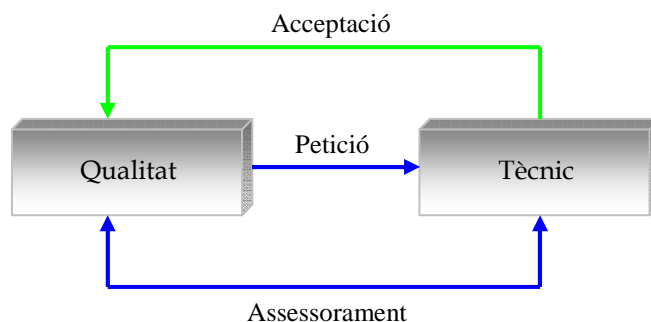 Acceptació
Petició
Qualitat
Tècnic
Assessorament